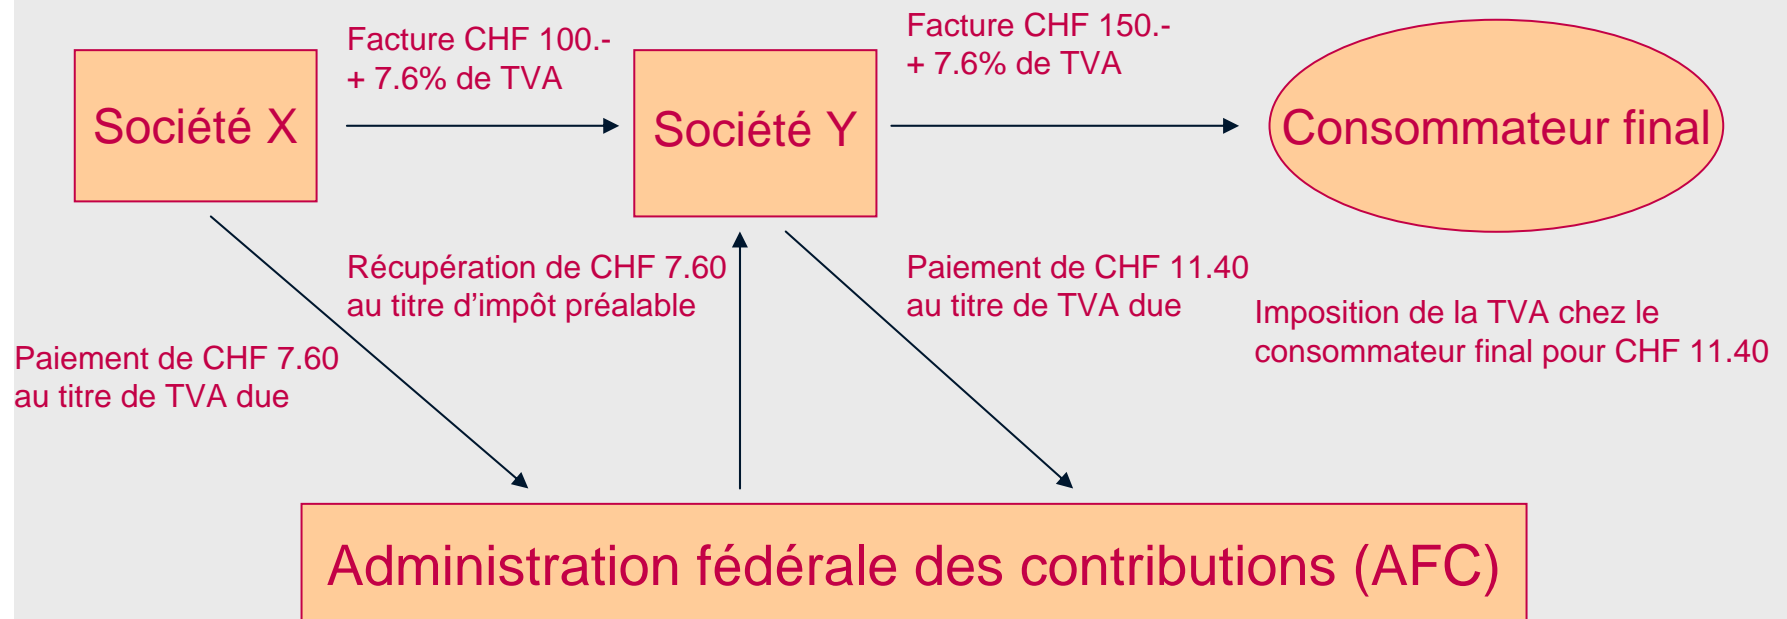 Facture CHF 100.-
+ 7.6% de TVA
Facture CHF 150.-
+ 7.6% de TVA
Société X
Société Y
Consommateur final
Récupération de CHF 7.60
au titre d’impôt préalable
Paiement de CHF 11.40
au titre de TVA due
Imposition de la TVA chez le
consommateur final pour CHF 11.40
Paiement de CHF 7.60
au titre de TVA due
Administration fédérale des contributions (AFC)